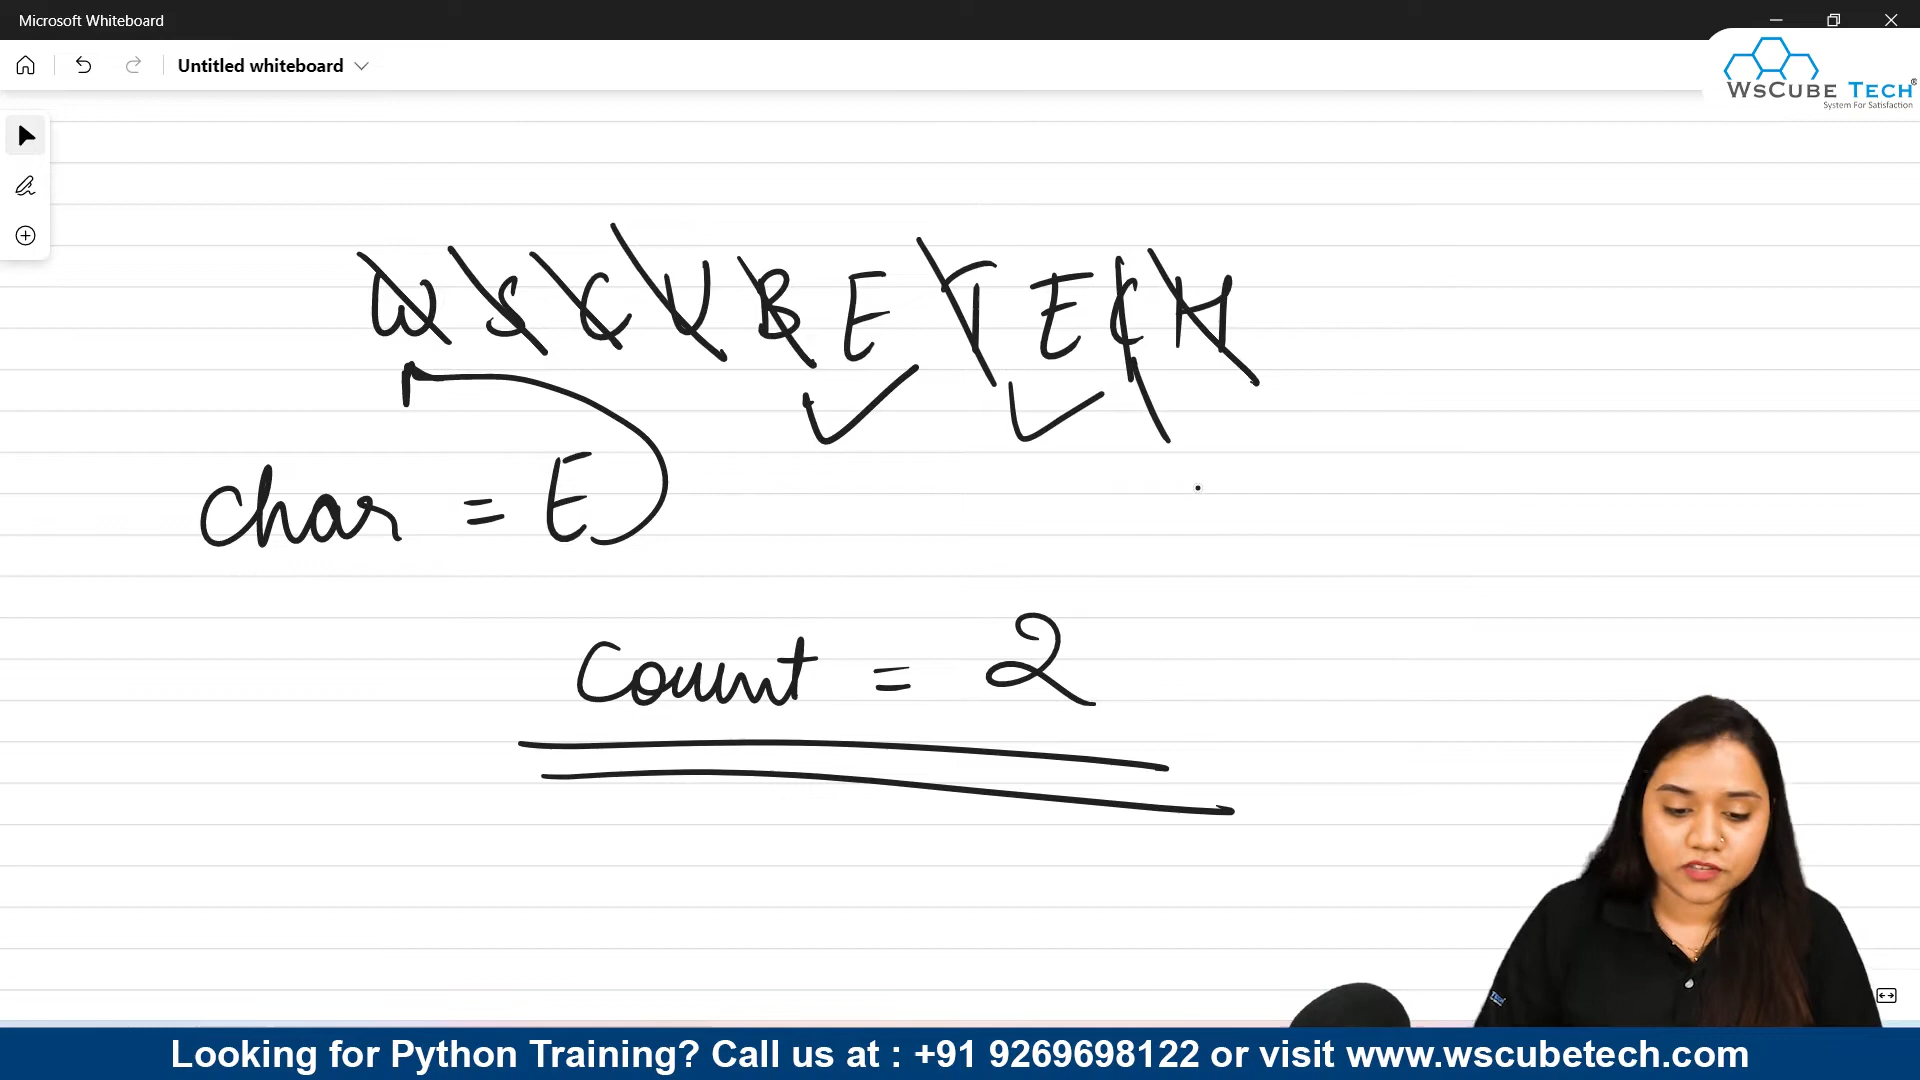 Microsoft Whiteboard
Untitled whiteboard
WsCube Tech®
System For Satisfaction
W S C U B E T E C H
char = E
Count = 2
Looking for Python Training? Call us at : +91 9269698122 or visit www.wscubetech.com